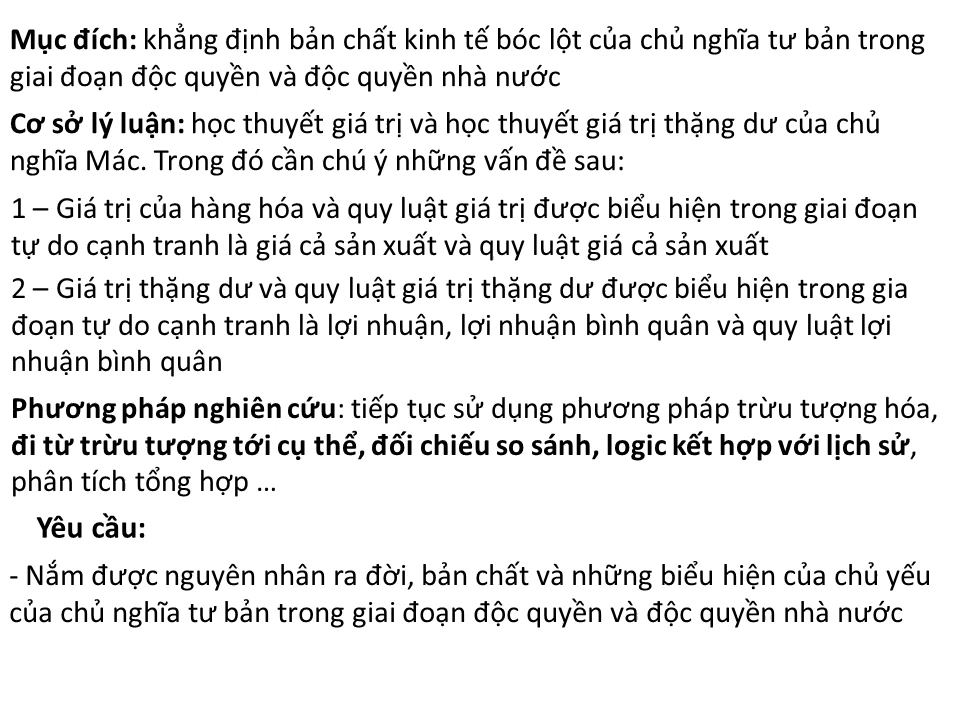 Mục đích: khẳng định bản chất kinh tế bóc lột của chủ nghĩa tư bản trong
giai đoạn độc quyền và độc quyền nhà nước
Cơ sở lý luận: học thuyết giá trị và học thuyết giá trị thặng dư của chủ
nghĩa Mác. Trong đó cần chú ý những vấn đề sau:
1 – Giá trị của hàng hóa và quy luật giá trị được biểu hiện trong giai đoạn
tự do cạnh tranh là giá cả sản xuất và quy luật giá cả sản xuất
2 – Giá trị thặng dư và quy luật giá trị thặng dư được biểu hiện trong gia
đoạn tự do cạnh tranh là lợi nhuận, lợi nhuận bình quân và quy luật lợi
nhuận bình quân
Phương pháp nghiên cứu: tiếp tục sử dụng phương pháp trừu tượng hóa,
đi từ trừu tượng tới cụ thể, đối chiếu so sánh, logic kết hợp với lịch sử,
phân tích tổng hợp ...
Yêu cầu:
- Nắm được nguyên nhân ra đời, bản chất và những biểu hiện của chủ yếu
của chủ nghĩa tư bản trong giai đoạn độc quyền và độc quyền nhà nước